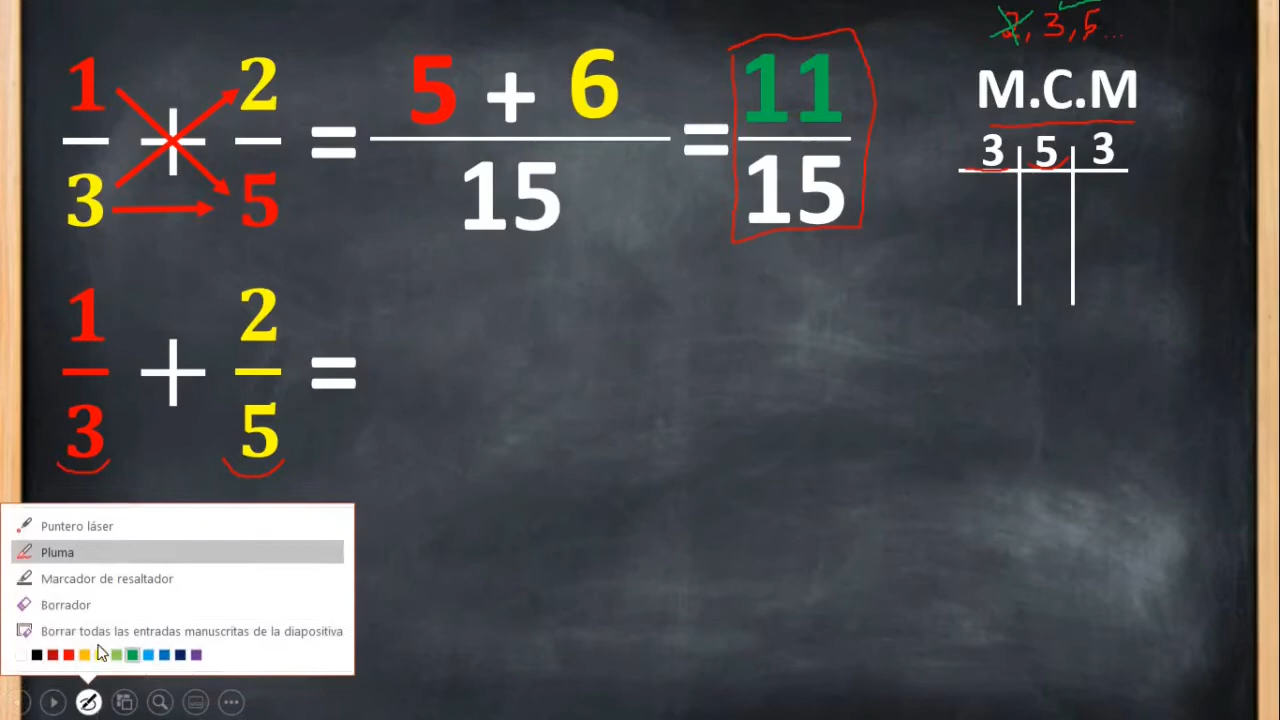 2, 3, 5...
M.C.M
3 5 3
1/3 + 2/5 = 5 + 6/15 = 11/15
1/3 + 2/5 =
Puntero láser
Pluma
Marcador de resaltador
Borrador
Borrar todas las entradas manuscritas de la diapositiva